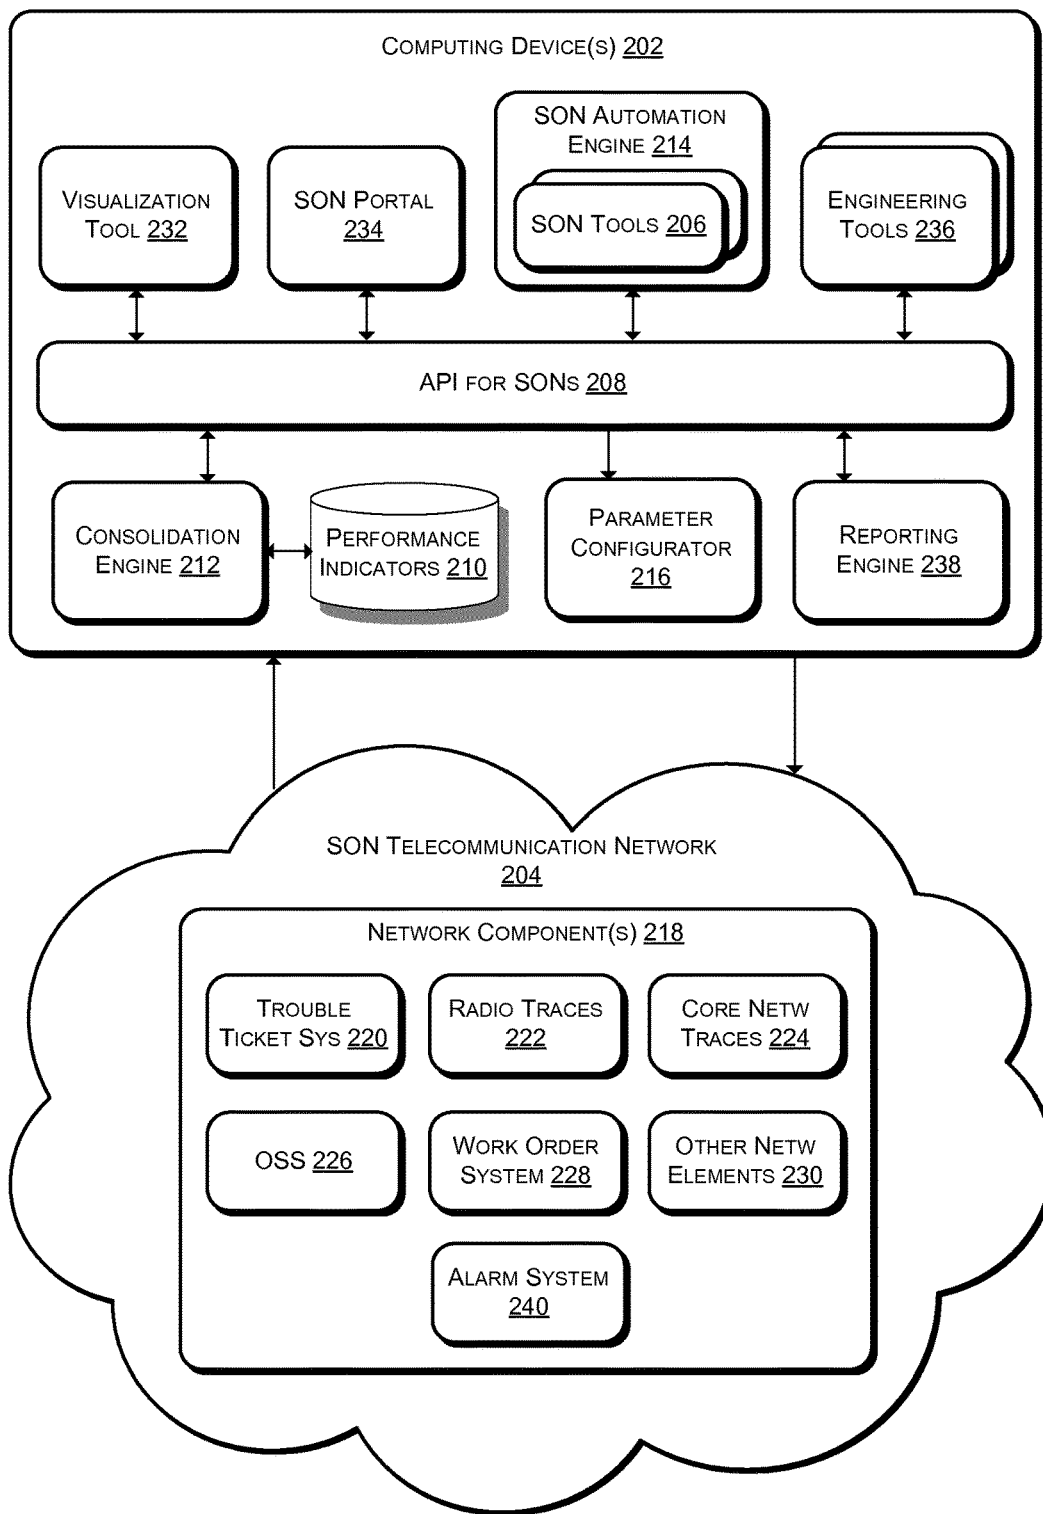 COMPUTING DEVICE(S) 202
SON AUTOMATION
ENGINE 214
SON TOOLS 206
VISUALIZATION
TOOL 232
SON PORTAL
234
ENGINEERING
TOOLS 236
API FOR SONS 208
CONSOLIDATION
ENGINE 212
PERFORMANCE
INDICATORS 210
PARAMETER
CONFIGURATOR
216
REPORTING
ENGINE 238
SON TELECOMMUNICATION NETWORK
204
NETWORK COMPONENT(S) 218
TROUBLE
TICKET SYS 220
RADIO TRACES
222
CORE NETW
TRACES 224
OSS 226
WORK ORDER
SYSTEM 228
OTHER NETW
ELEMENTS 230
ALARM SYSTEM
240